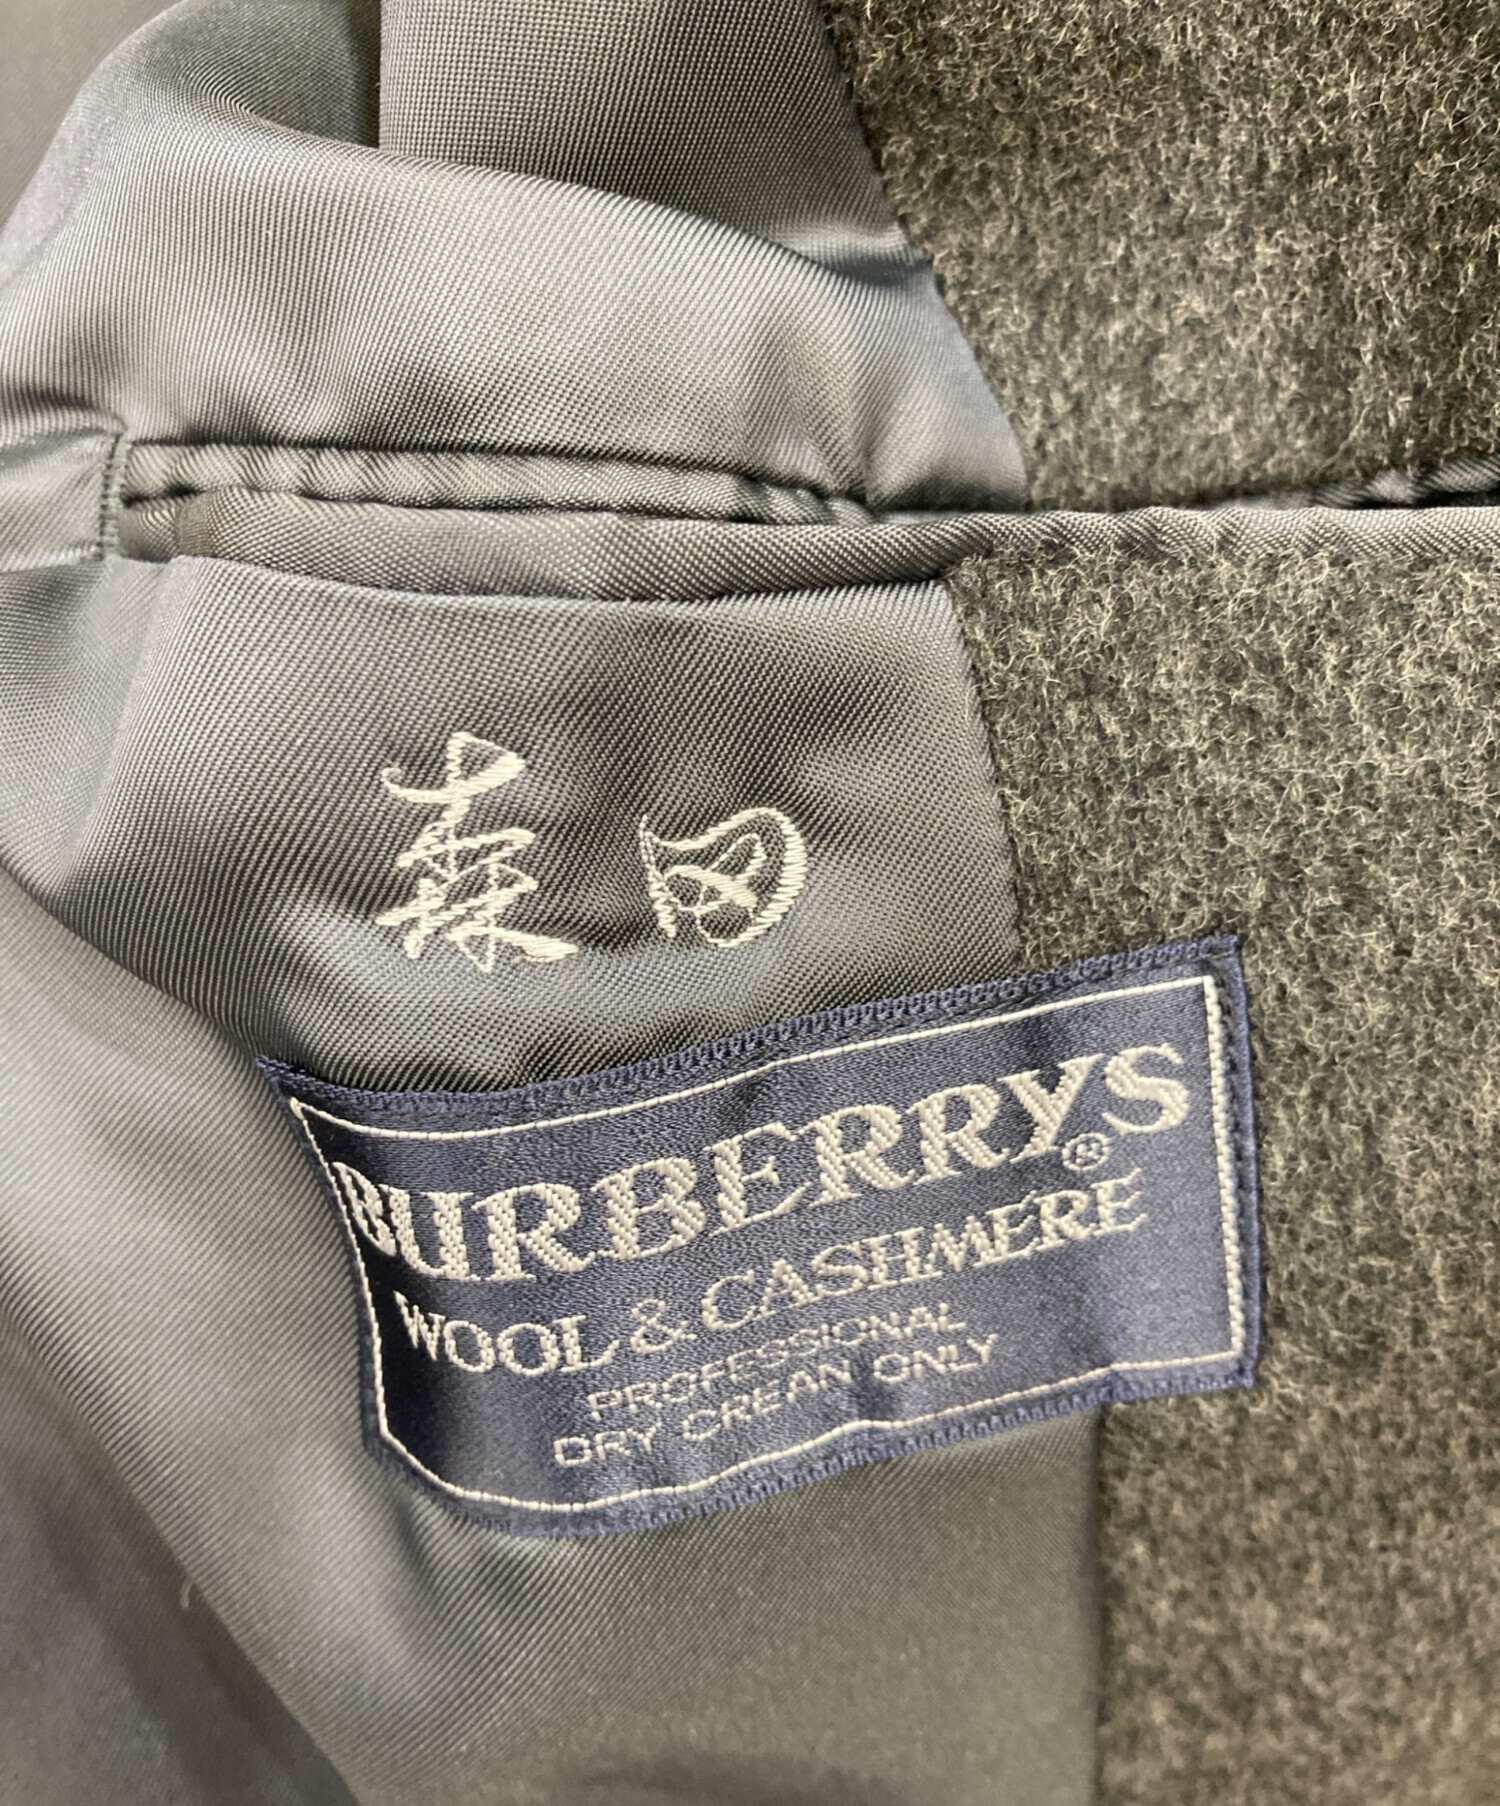 森田
BURBERRYS®
WOOL & CASHMERE
PROFESSIONAL
DRY CREAN ONLY